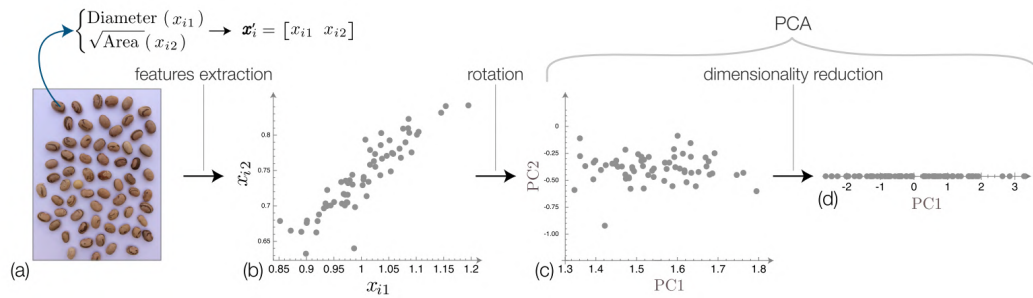 Diameter (x_{i1})
√Area (x_{i2})
x'_i = [x_{i1} x_{i2}]
PCA
features extraction
rotation
dimensionality reduction
(a)
x_{i2}
0.8
0.75
0.7
0.65
0.85 0.9 0.95 1 1.05 1.1 1.15 1.2
(b)
x_{i1}
PC2
0
-0.25
-0.50
-0.75
-1.00
1.3 1.4 1.5 1.6 1.7 1.8
(c)
PC1
-2 -1 0 1 2 3
(d)
PC1